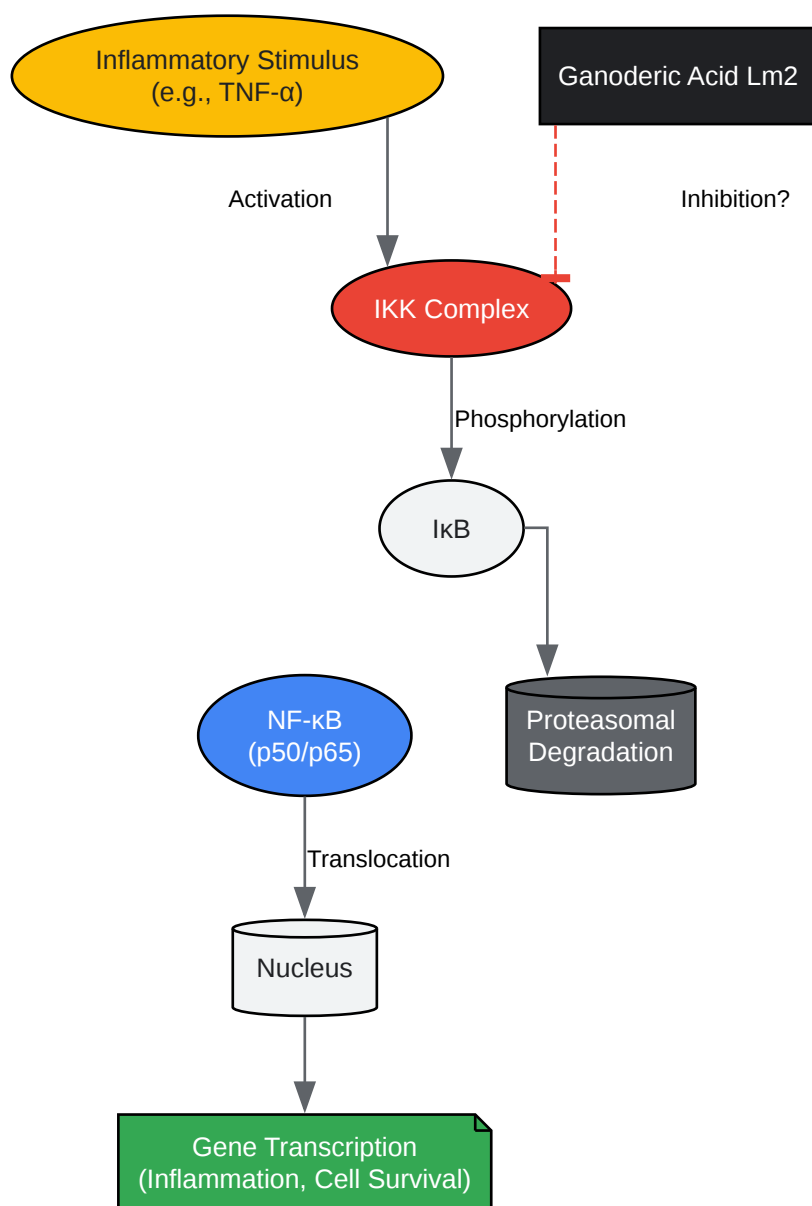 Inflammatory Stimulus
(e.g., TNF-α)
Ganoderic Acid Lm2
Activation
Inhibition?
IKK Complex
Phosphorylation
IκB
NF-κB
(p50/p65)
Proteasomal
Degradation
Translocation
Nucleus
Gene Transcription
(Inflammation, Cell Survival)